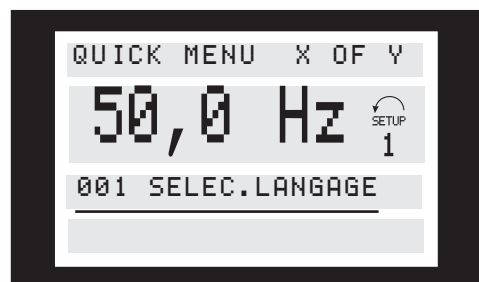 QUICK MENU X OF Y
50,0 Hz SETUP
1
001 SELEC.LANGAGE